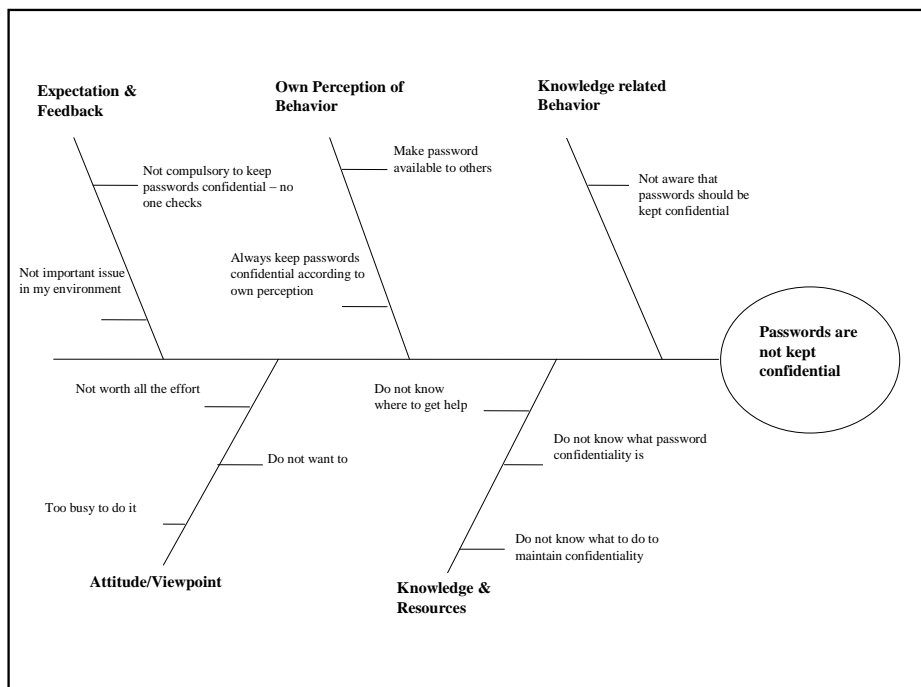 Expectation &
Feedback
Own Perception of
Behavior
Knowledge related
Behavior
Not compulsory to keep
passwords confidential – no
one checks
Make password
available to others
Not aware that
passwords should be
kept confidential
Not important issue
in my environment
Always keep passwords
confidential according to
own perception
Passwords are
not kept
confidential
Not worth all the effort
Do not know
where to get help
Do not want to
Do not know what password
confidentiality is
Too busy to do it
Do not know what to do to
maintain confidentiality
Attitude/Viewpoint
Knowledge &
Resources